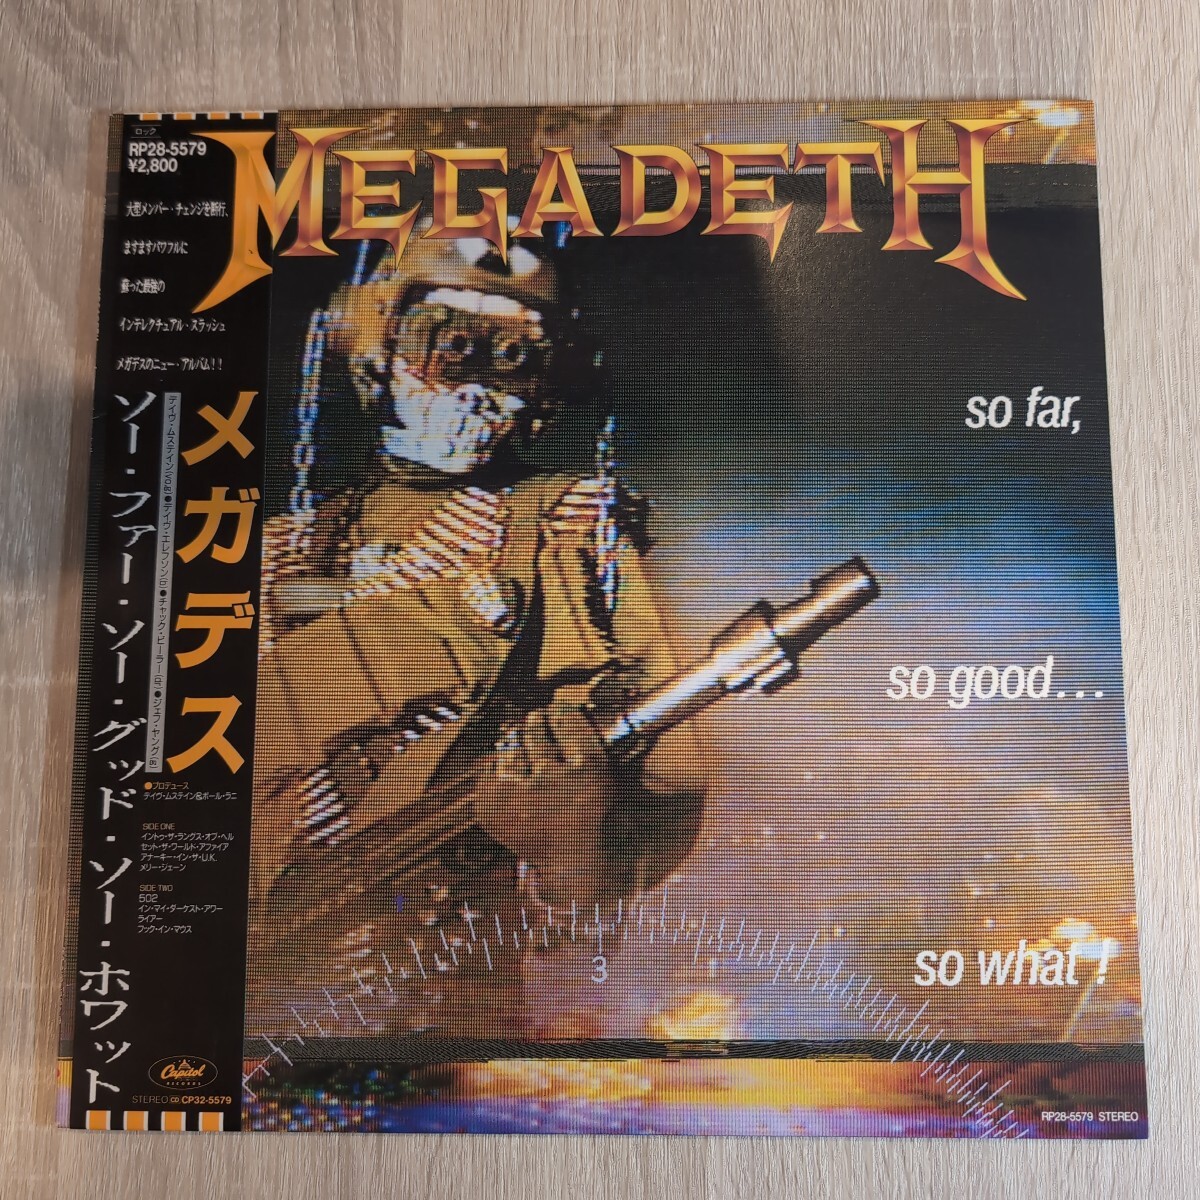 ロック
RP28-5579
¥2,800
大型メンバー・チェンジを断行、
ますますパワフルに
蘇った最強の
インテレクチュアル・スラッシュ
メガデスのニュー・アルバム!!
メガデス
デイヴ・ムステイン(vo,g)●デイヴ・エレフソン(b)●チャック・ビーラー(ds)●ジェフ・ヤング(g)
ソー・ファー・ソー・グッド・ソー・ホワット
●プロデュース
デイヴ・ムステイン&ポール・ラニ
SIDE ONE
イントゥ・ザ・ラングス・オブ・ヘル
セット・ザ・ワールド・アファイア
アナーキー・イン・ザ・U.K.
メリー・ジェーン
SIDE TWO
502
イン・マイ・ダーケスト・アワー
ライアー
フック・イン・マウス
Capitol
RECORDS
STEREO CD CP32-5579
MEGADETH
so far,
so good...
so what!
3
RP28-5579 STEREO